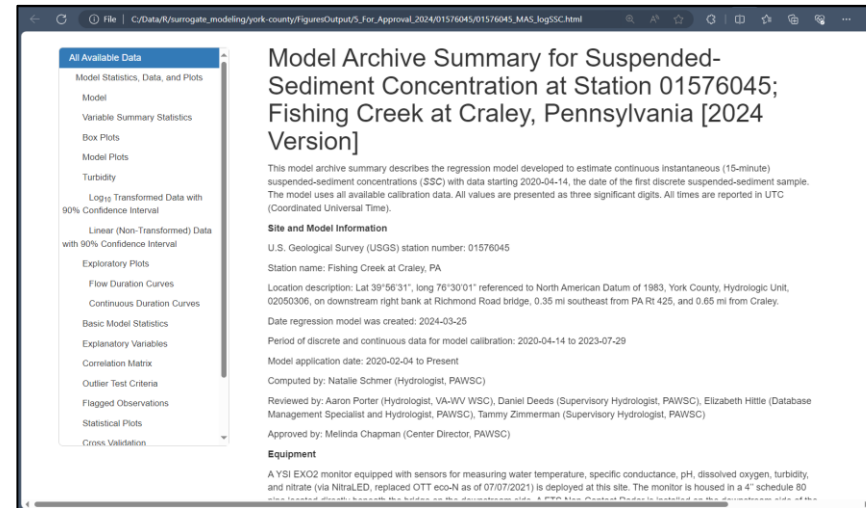 File
C:/Data/R/surrogate_modeling/york-county/FiguresOutput/5_For_Approval_2024/01576045/01576045_MAS_logSSC.html
All Available Data
Model Statistics, Data, and Plots
Model
Variable Summary Statistics
Box Plots
Model Plots
Turbidity
Log10 Transformed Data with
90% Confidence Interval
Linear (Non-Transformed) Data
with 90% Confidence Interval
Exploratory Plots
Flow Duration Curves
Continuous Duration Curves
Basic Model Statistics
Explanatory Variables
Correlation Matrix
Outlier Test Criteria
Flagged Observations
Statistical Plots
Cross Validation
Model Archive Summary for Suspended-
Sediment Concentration at Station 01576045;
Fishing Creek at Craley, Pennsylvania [2024
Version]
This model archive summary describes the regression model developed to estimate continuous instantaneous (15-minute)
suspended-sediment concentrations (SSC) with data starting 2020-04-14, the date of the first discrete suspended-sediment sample.
The model uses all available calibration data. All values are presented as three significant digits. All times are reported in UTC
(Coordinated Universal Time).
Site and Model Information
U.S. Geological Survey (USGS) station number: 01576045
Station name: Fishing Creek at Craley, PA
Location description: Lat 39°56'31", long 76°30'01" referenced to North American Datum of 1983, York County, Hydrologic Unit,
02050306, on downstream right bank at Richmond Road bridge, 0.35 mi southeast from PA Rt 425, and 0.65 mi from Craley.
Date regression model was created: 2024-03-25
Period of discrete and continuous data for model calibration: 2020-04-14 to 2023-07-29
Model application date: 2020-02-04 to Present
Computed by: Natalie Schmer (Hydrologist, PAWSC)
Reviewed by: Aaron Porter (Hydrologist, VA-WV WSC), Daniel Deeds (Supervisory Hydrologist, PAWSC), Elizabeth Hittle (Database
Management Specialist and Hydrologist, PAWSC), Tammy Zimmerman (Supervisory Hydrologist, PAWSC)
Approved by: Melinda Chapman (Center Director, PAWSC)
Equipment
A YSI EXO2 monitor equipped with sensors for measuring water temperature, specific conductance, pH, dissolved oxygen, turbidity,
and nitrate (via NitraLED, replaced OTT eco-N as of 07/07/2021) is deployed at this site. The monitor is housed in a 4" schedule 80